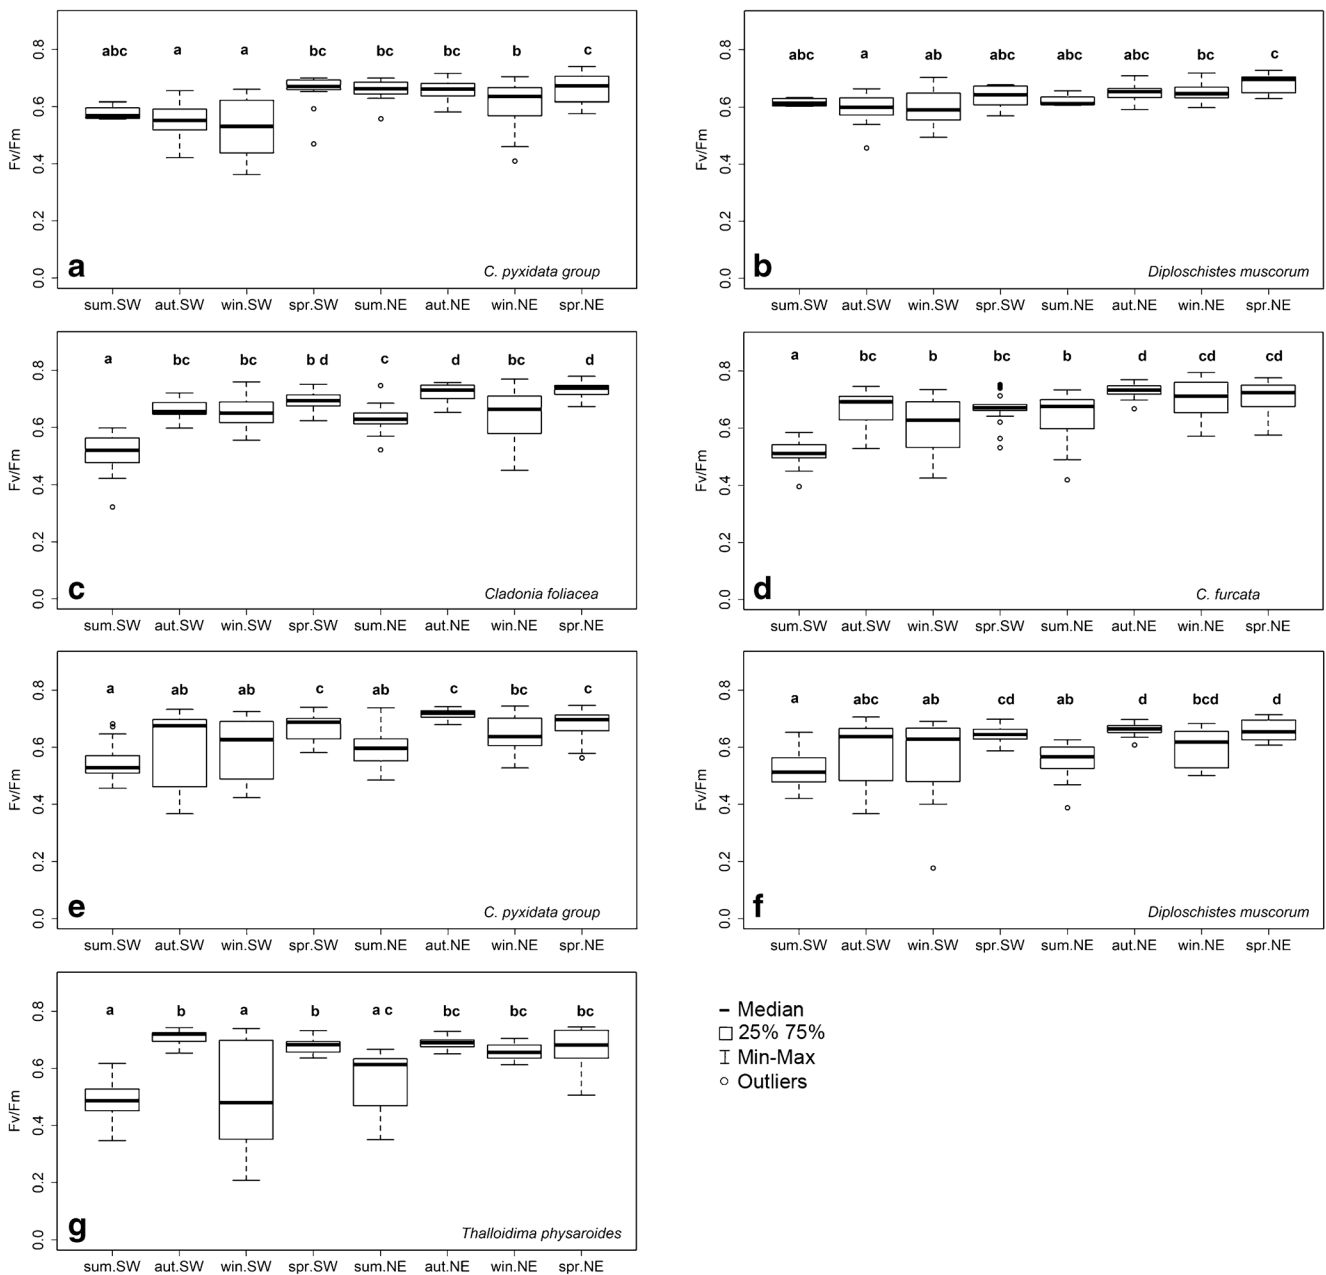 abc a a bc bc bc b c
0.8
0.6
0.4
0.2
0.0
Fv/Fm
a
C. pyxidata group
sum.SW aut.SW win.SW spr.SW sum.NE aut.NE win.NE spr.NE
abc a ab abc abc abc bc c
0.8
0.6
0.4
0.2
0.0
Fv/Fm
b
Diploschistes muscorum
sum.SW aut.SW win.SW spr.SW sum.NE aut.NE win.NE spr.NE
a bc bc b d c d bc d
0.8
0.6
0.4
0.2
0.0
Fv/Fm
c
Cladonia foliacea
sum.SW aut.SW win.SW spr.SW sum.NE aut.NE win.NE spr.NE
a bc b bc b d cd cd
0.8
0.6
0.4
0.2
0.0
Fv/Fm
d
C. furcata
sum.SW aut.SW win.SW spr.SW sum.NE aut.NE win.NE spr.NE
a ab ab c ab c bc c
0.8
0.6
0.4
0.2
0.0
Fv/Fm
e
C. pyxidata group
sum.SW aut.SW win.SW spr.SW sum.NE aut.NE win.NE spr.NE
a abc ab cd ab d bcd d
0.8
0.6
0.4
0.2
0.0
Fv/Fm
f
Diploschistes muscorum
sum.SW aut.SW win.SW spr.SW sum.NE aut.NE win.NE spr.NE
a b a b a c bc bc bc
0.8
0.6
0.4
0.2
0.0
Fv/Fm
g
Thalloidima physaroides
sum.SW aut.SW win.SW spr.SW sum.NE aut.NE win.NE spr.NE
Median
25% 75%
Min-Max
Outliers